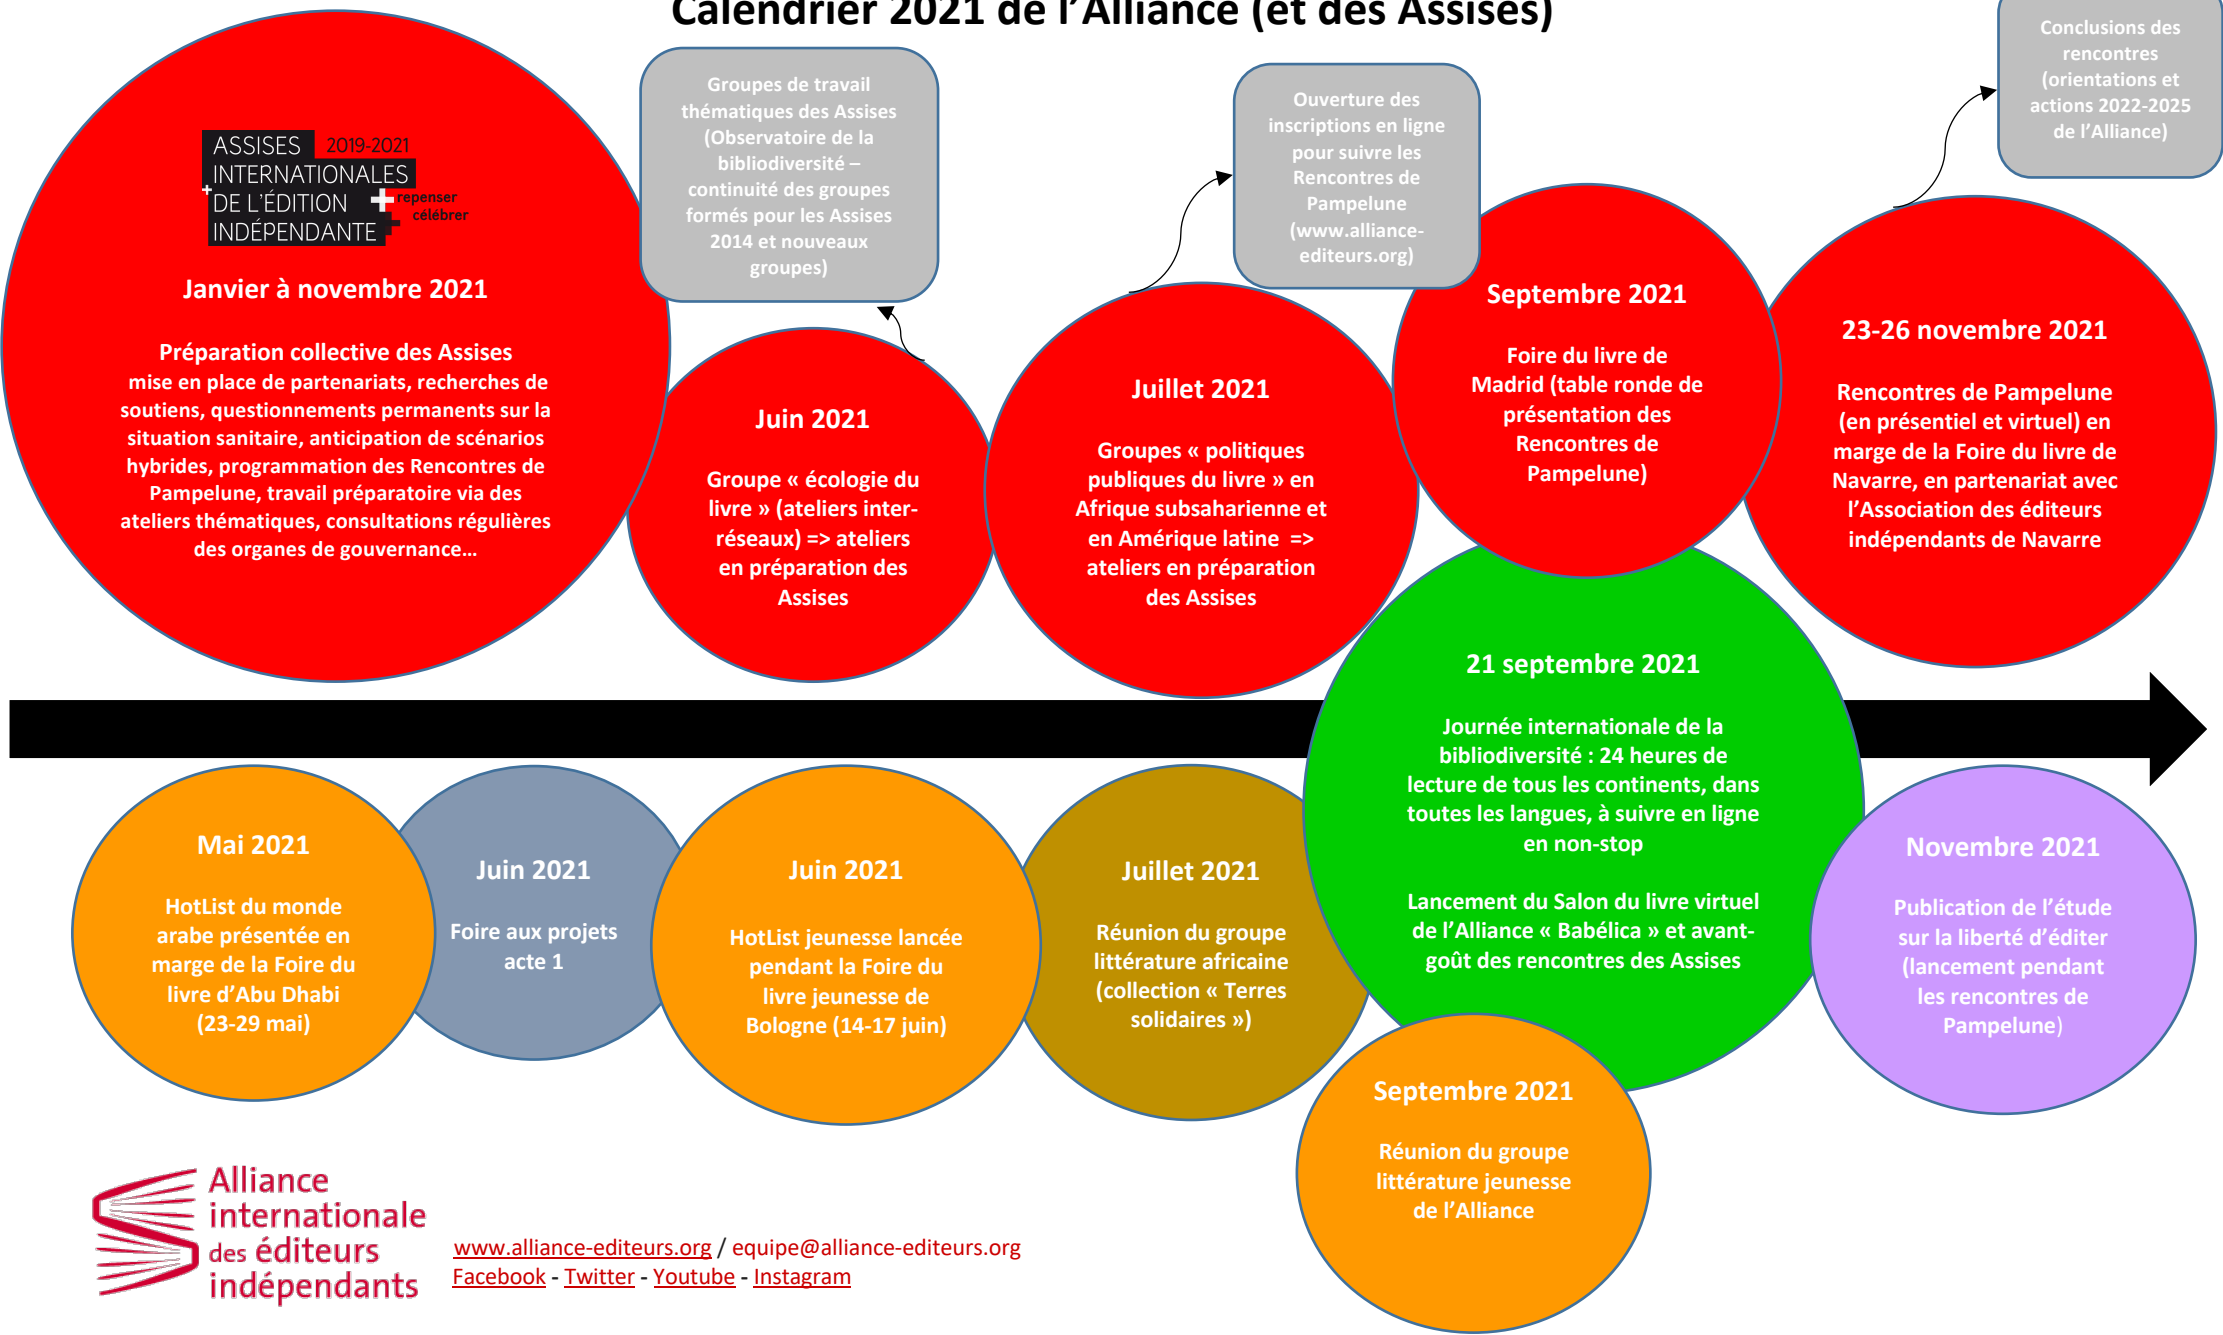 Calendrier 2021 de l'Alliance (et des Assises)
ASSISES 2019-2021
INTERNATIONALES
DE L'ÉDITION
INDÉPENDANTE
repenser
célébrer
Janvier à novembre 2021
Préparation collective des Assises
mise en place de partenariats, recherches de
soutiens, questionnements permanents sur la
situation sanitaire, anticipation de scénarios
hybrides, programmation des Rencontres de
Pampelune, travail préparatoire via des
ateliers thématiques, consultations régulières
des organes de gouvernance…
Groupes de travail
thématiques des Assises
(Observatoire de la
bibliodiversité –
continuité des groupes
formés pour les Assises
2014 et nouveaux
groupes)
Juin 2021
Groupe « écologie du
livre » (ateliers inter-
réseaux) => ateliers
en préparation des
Assises
Ouverture des
inscriptions en ligne
pour suivre les
Rencontres de
Pampelune
(www.alliance-
editeurs.org)
Juillet 2021
Groupes « politiques
publiques du livre » en
Afrique subsaharienne et
en Amérique latine =>
ateliers en préparation
des Assises
Septembre 2021
Foire du livre de
Madrid (table ronde de
présentation des
Rencontres de
Pampelune)
Conclusions des
rencontres
(orientations et
actions 2022-2025
de l'Alliance)
23-26 novembre 2021
Rencontres de Pampelune
(en présentiel et virtuel) en
marge de la Foire du livre de
Navarre, en partenariat avec
l'Association des éditeurs
indépendants de Navarre
Mai 2021
HotList du monde
arabe présentée en
marge de la Foire du
livre d'Abu Dhabi
(23-29 mai)
Juin 2021
Foire aux projets
acte 1
Juin 2021
HotList jeunesse lancée
pendant la Foire du
livre jeunesse de
Bologne (14-17 juin)
Juillet 2021
Réunion du groupe
littérature africaine
(collection « Terres
solidaires »)
21 septembre 2021
Journée internationale de la
bibliodiversité : 24 heures de
lecture de tous les continents, dans
toutes les langues, à suivre en ligne
en non-stop
Lancement du Salon du livre virtuel
de l'Alliance « Babélica » et avant-
goût des rencontres des Assises
Septembre 2021
Réunion du groupe
littérature jeunesse
de l'Alliance
Novembre 2021
Publication de l'étude
sur la liberté d'éditer
(lancement pendant
les rencontres de
Pampelune)
Alliance
internationale
des éditeurs
indépendants
www.alliance-editeurs.org / equipe@alliance-editeurs.org
Facebook - Twitter - Youtube - Instagram